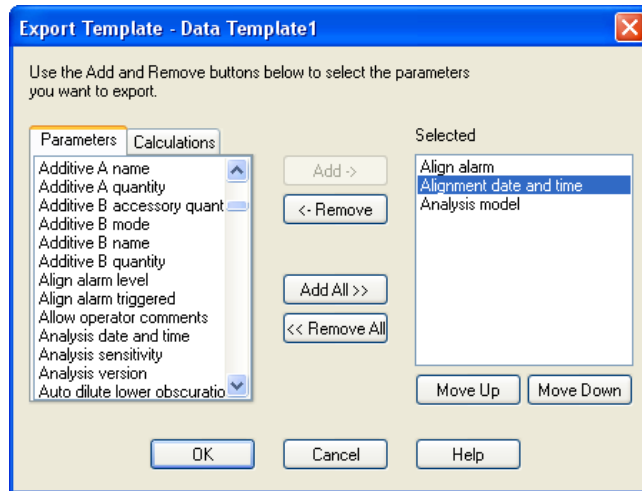 Export Template - Data Template1
Use the Add and Remove buttons below to select the parameters
you want to export.
Parameters
Calculations
Additive A name
Additive A quantity
Additive B accessory quant
Additive B mode
Additive B name
Additive B quantity
Align alarm level
Align alarm triggered
Allow operator comments
Analysis date and time
Analysis sensitivity
Analysis version
Auto dilute lower obscuratio
Add ->
<- Remove
Add All >>
<< Remove All
Selected
Align alarm
Alignment date and time
Analysis model
Move Up
Move Down
OK
Cancel
Help